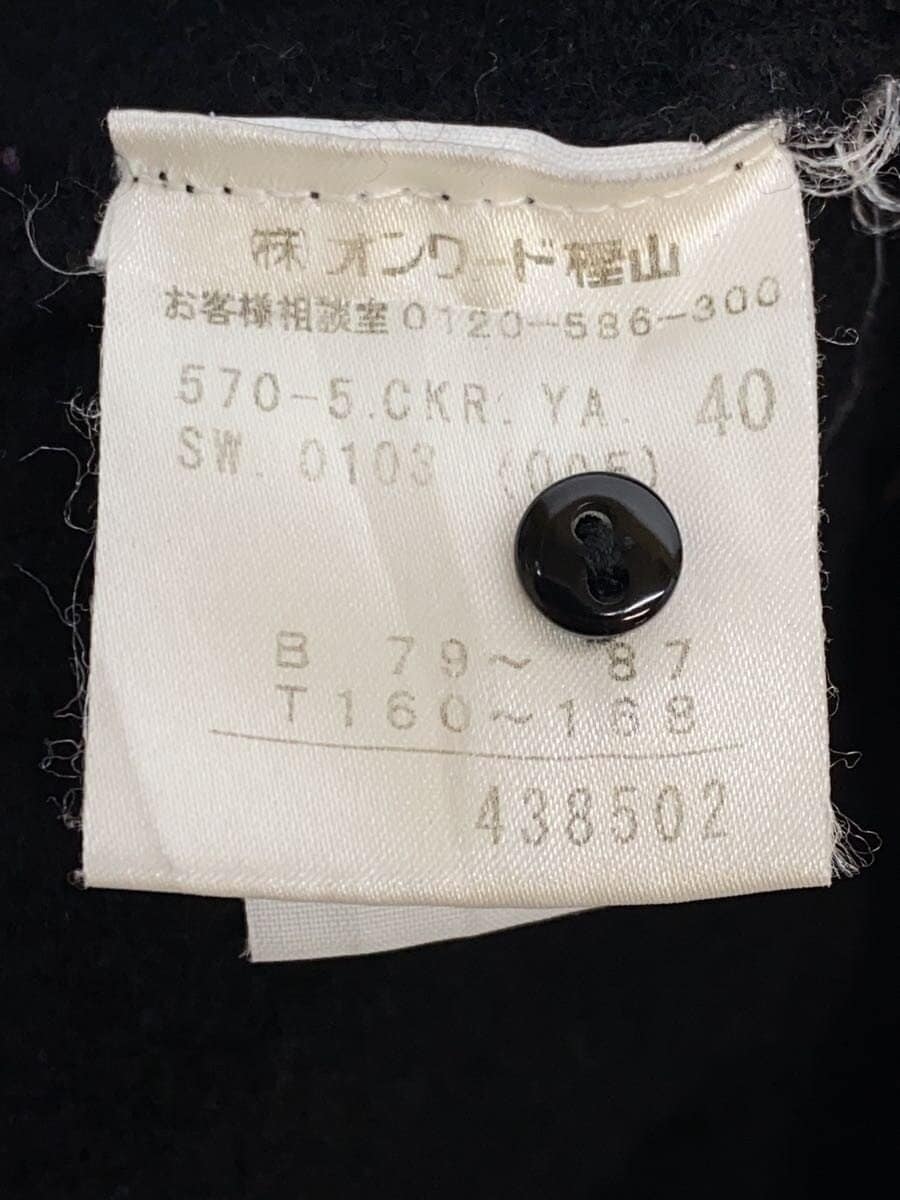 ㈱オンワード樫山
お客様相談室0120-586-300
570-5.CKR.YA. 40
SW. 0103 (005)
B 79~ 87
T160~168
438502